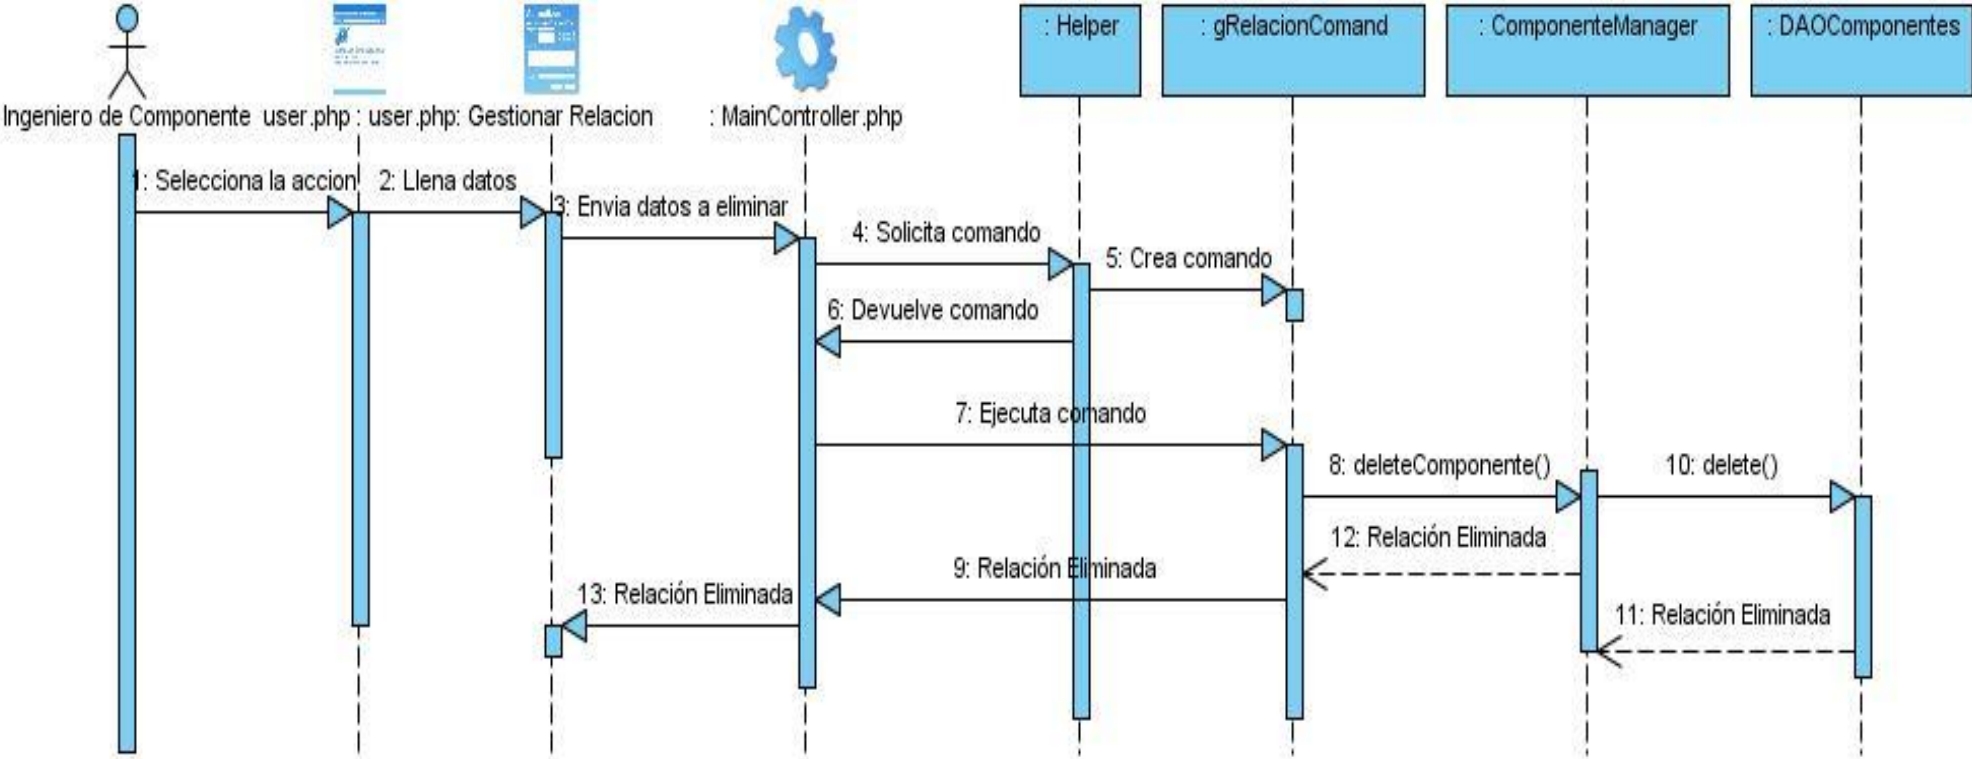 : Helper
: gRelacionComand
: ComponenteManager
: DAOComponentes
Ingeniero de Componente
user.php : user.php: Gestionar Relacion
: MainController.php
1: Selecciona la accion
2: Llena datos
3: Envia datos a eliminar
4: Solicita comando
5: Crea comando
6: Devuelve comando
7: Ejecuta comando
8: deleteComponente()
10: delete()
12: Relación Eliminada
9: Relación Eliminada
13: Relación Eliminada
11: Relación Eliminada